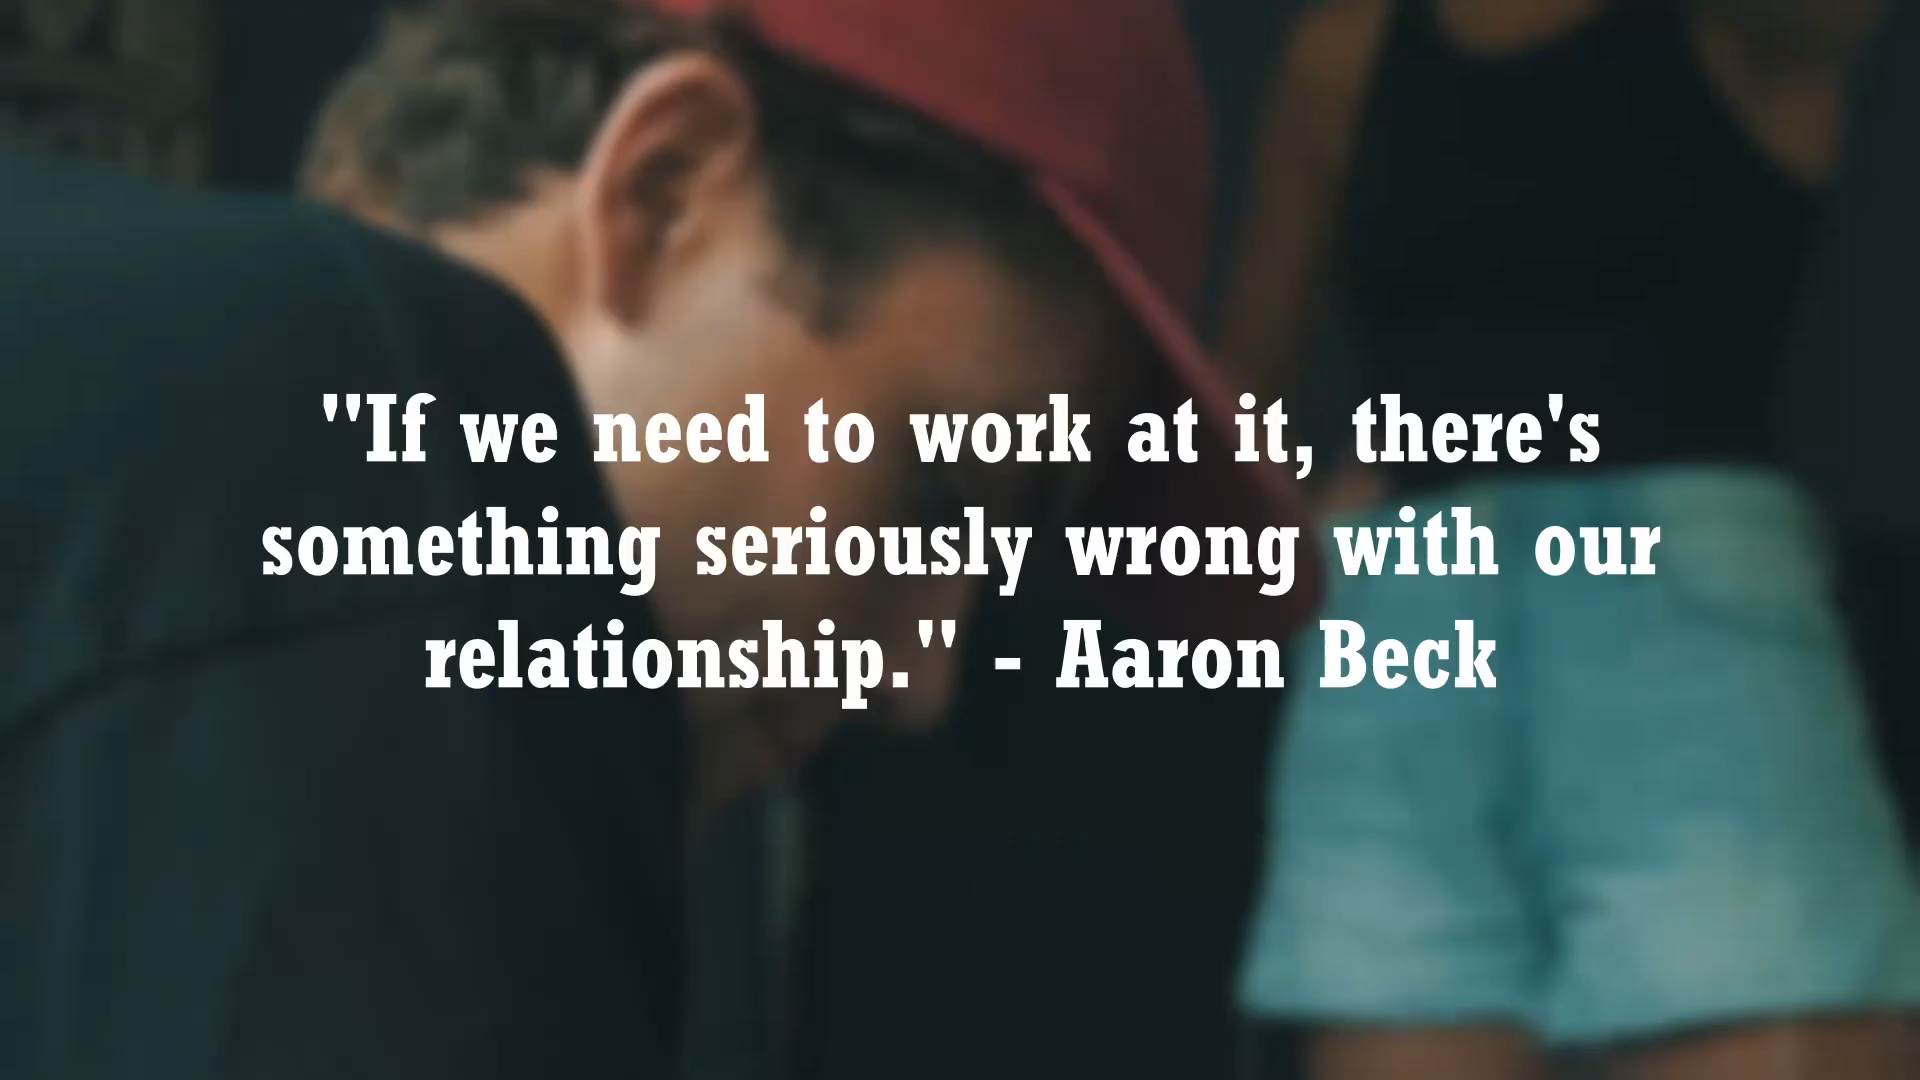 "If we need to work at it, there's
something seriously wrong with our
relationship." - Aaron Beck